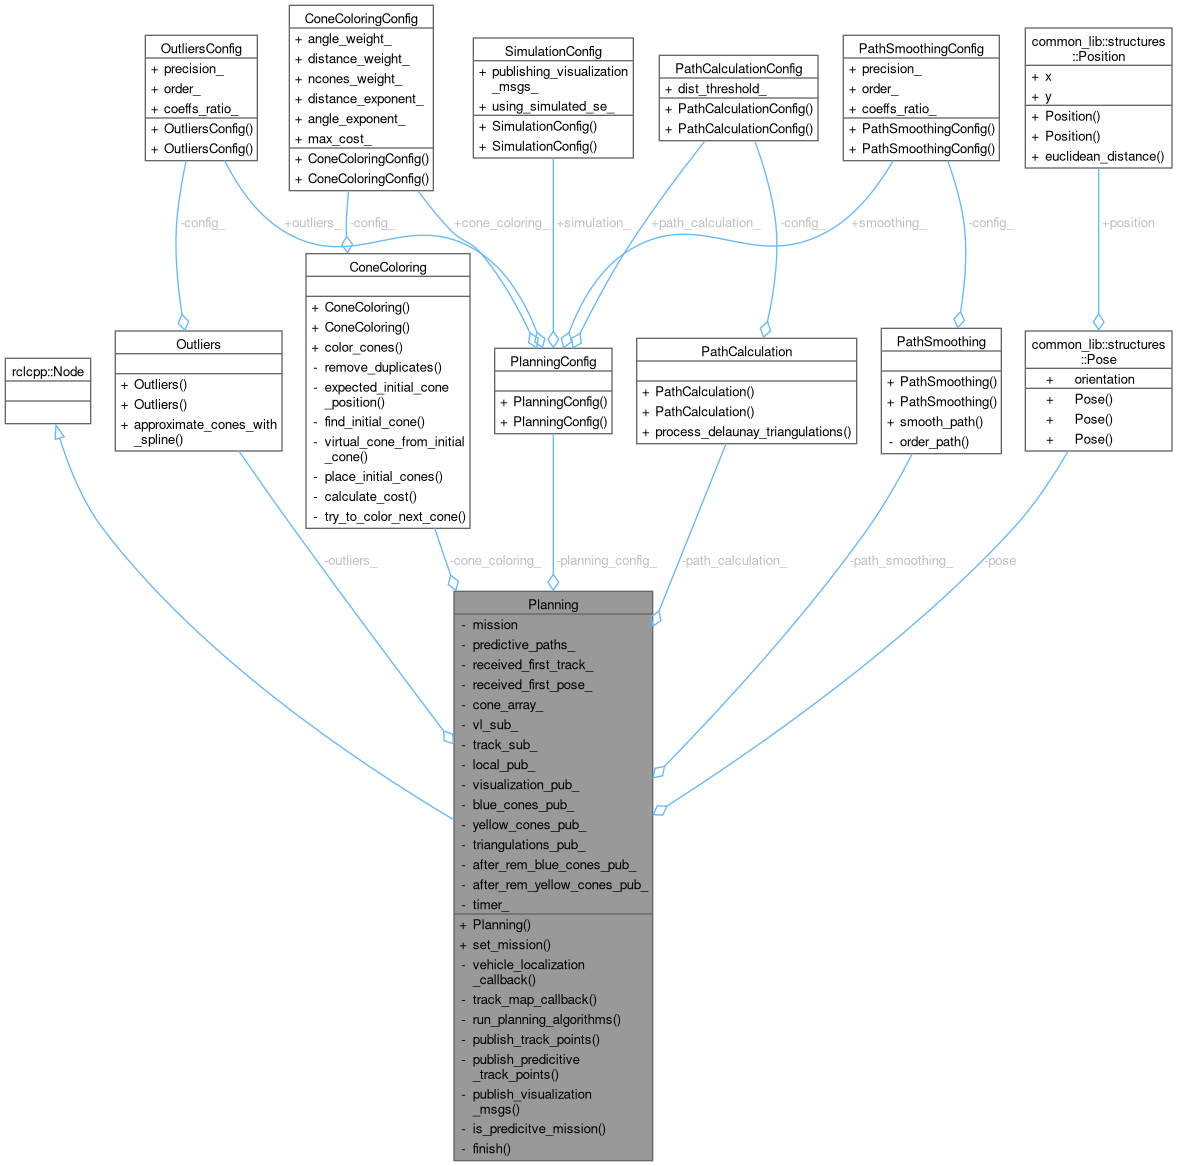 OutliersConfig
+ precision_
+ order_
+ coeffs_ratio_
+ OutliersConfig()
+ OutliersConfig()
ConeColoringConfig
+ angle_weight_
+ distance_weight_
+ ncones_weight_
+ distance_exponent_
+ angle_exponent_
+ max_cost_
+ ConeColoringConfig()
+ ConeColoringConfig()
SimulationConfig
+ publishing_visualization
_msgs_
+ using_simulated_se_
+ SimulationConfig()
+ SimulationConfig()
PathCalculationConfig
+ dist_threshold_
+ PathCalculationConfig()
+ PathCalculationConfig()
PathSmoothingConfig
+ precision_
+ order_
+ coeffs_ratio_
+ PathSmoothingConfig()
+ PathSmoothingConfig()
common_lib::structures
::Position
+ x
+ y
+ Position()
+ Position()
+ euclidean_distance()
-config_
+outliers_
-config_
+cone_coloring_
+simulation_
+path_calculation_
-config_
+smoothing_
-config_
+position
rclcpp::Node
Outliers
+ Outliers()
+ Outliers()
+ approximate_cones_with
_spline()
ConeColoring
+ ConeColoring()
+ ConeColoring()
+ color_cones()
- remove_duplicates()
- expected_initial_cone
_position()
- find_initial_cone()
- virtual_cone_from_initial
_cone()
- place_initial_cones()
- calculate_cost()
- try_to_color_next_cone()
PlanningConfig
+ PlanningConfig()
+ PlanningConfig()
PathCalculation
+ PathCalculation()
+ PathCalculation()
+ process_delaunay_triangulations()
PathSmoothing
+ PathSmoothing()
+ PathSmoothing()
+ smooth_path()
- order_path()
common_lib::structures
::Pose
+ orientation
+ Pose()
+ Pose()
+ Pose()
-outliers_
-cone_coloring_
-planning_config_
-path_calculation_
-path_smoothing_
-pose
Planning
- mission
- predictive_paths_
- received_first_track_
- received_first_pose_
- cone_array_
- vl_sub_
- track_sub_
- local_pub_
- visualization_pub_
- blue_cones_pub_
- yellow_cones_pub_
- triangulations_pub_
- after_rem_blue_cones_pub_
- after_rem_yellow_cones_pub_
- timer_
+ Planning()
+ set_mission()
- vehicle_localization
_callback()
- track_map_callback()
- run_planning_algorithms()
- publish_track_points()
- publish_predicitive
_track_points()
- publish_visualization
_msgs()
- is_predicitve_mission()
- finish()